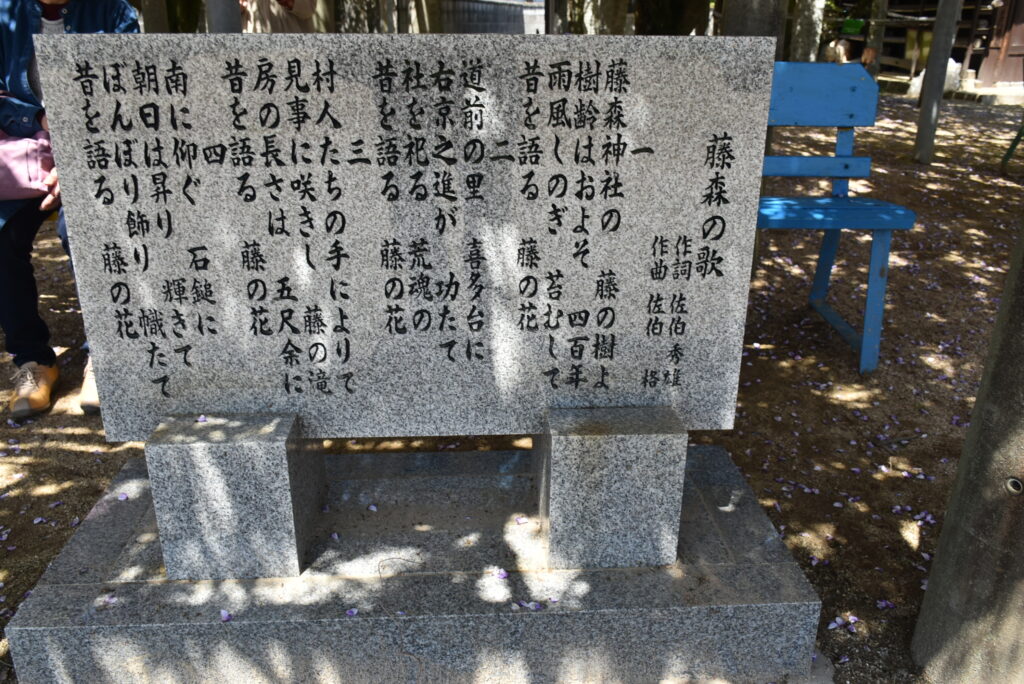 藤森の歌
作詞 佐伯 秀雄
作曲 佐伯 格
一
藤森神社の 藤の樹よ
樹齢はおよそ 四百年
雨風しのぎ 苔むして
昔を語る 藤の花
二
道前の里 喜多台に
右京之進が 功たて
社を祀る 荒魂の
昔を語る 藤の花
三
村人たちの手によりて
見事に咲きし 藤の滝
房の長さは 五尺余に
昔を語る 藤の花
四
南に仰ぐ 石鎚に
朝日は昇り 輝きて
ぼんぼり飾り 幟たて
昔を語る 藤の花